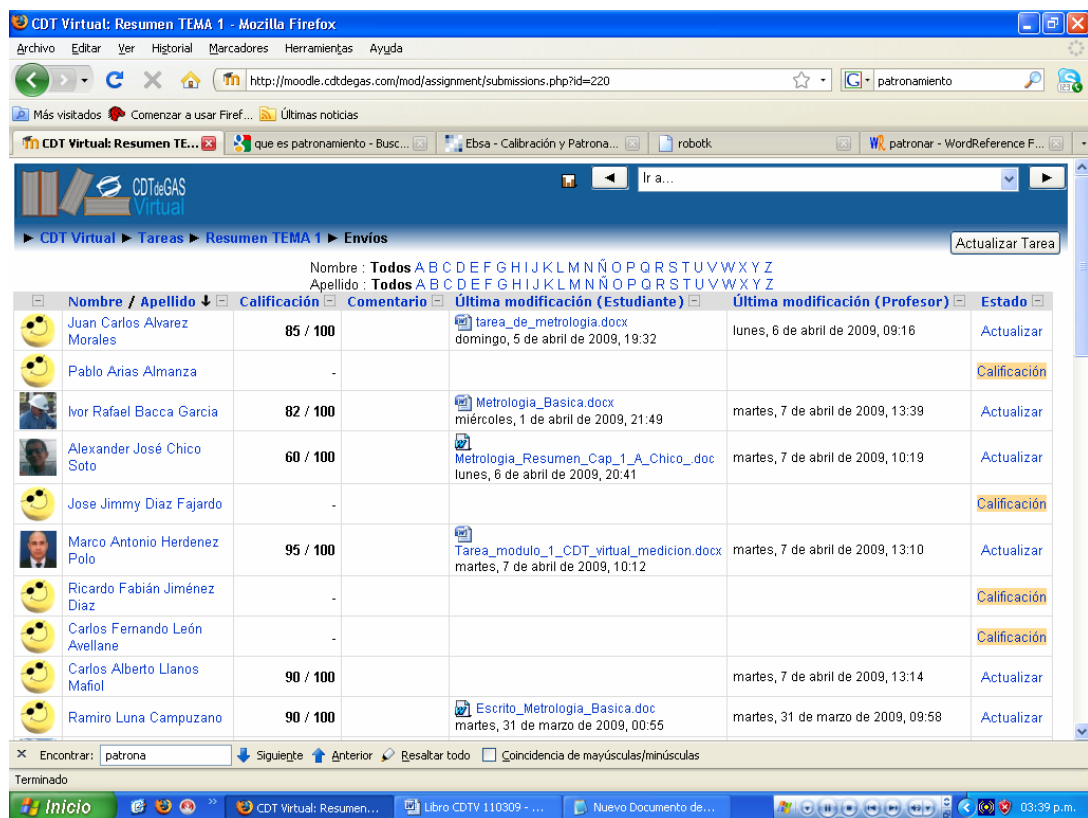 CDT Virtual: Resumen TEMA 1 - Mozilla Firefox
Archivo Editar Ver Historial Marcadores Herramientas Ayuda
http://moodle.cdtdegas.com/mod/assignment/submissions.php?id=220 G patronamiento
Más visitados Comenzar a usar Firef... Últimas noticias
CDT Virtual: Resumen TE... que es patronamiento - Busc... Ebsa - Calibración y Patrona... robotk patronar - WordReference F...
CDTdeGAS
Virtual
Ir a...
► CDT Virtual ► Tareas ► Resumen TEMA 1 ► Envíos
Actualizar Tarea
Nombre : Todos A B C D E F G H I J K L M N Ñ O P Q R S T U V W X Y Z
Apellido : Todos A B C D E F G H I J K L M N Ñ O P Q R S T U V W X Y Z
Nombre / Apellido ↓ Calificación Comentario Última modificación (Estudiante) Última modificación (Profesor) Estado
Juan Carlos Alvarez
Morales
85 / 100
tarea_de_metrologia.docx
domingo, 5 de abril de 2009, 19:32
lunes, 6 de abril de 2009, 09:16
Actualizar
Pablo Arias Almanza - Calificación
Ivor Rafael Bacca Garcia
82 / 100
Metrologia_Basica.docx
miércoles, 1 de abril de 2009, 21:49
martes, 7 de abril de 2009, 13:39
Actualizar
Alexander José Chico
Soto
60 / 100
Metrologia_Resumen_Cap_1_A_Chico_.doc
lunes, 6 de abril de 2009, 20:41
martes, 7 de abril de 2009, 10:19
Actualizar
Jose Jimmy Diaz Fajardo - Calificación
Marco Antonio Herdenez
Polo
95 / 100
Tarea_modulo_1_CDT_virtual_medicion.docx
martes, 7 de abril de 2009, 10:12
martes, 7 de abril de 2009, 13:10
Actualizar
Ricardo Fabián Jiménez
Diaz
- Calificación
Carlos Fernando León
Avellane
- Calificación
Carlos Alberto Llanos
Mafiol
90 / 100
martes, 7 de abril de 2009, 13:14
Actualizar
Ramiro Luna Campuzano
90 / 100
Escrito_Metrologia_Basica.doc
martes, 31 de marzo de 2009, 00:55
martes, 31 de marzo de 2009, 09:58
Actualizar
Encontrar: patrona Siguiente Anterior Resaltar todo Coincidencia de mayúsculas/minúsculas
Terminado
Inicio CDT Virtual: Resumen... Libro CDTV 110309 - ... Nuevo Documento de... 03:39 p.m.